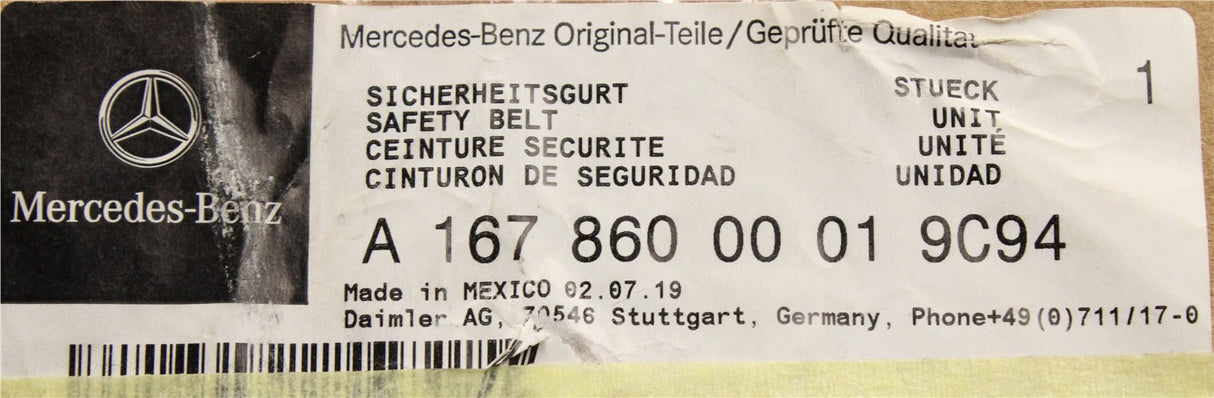 Mercedes-Benz
Mercedes-Benz Original-Teile/Geprüfte Qualität
1
SICHERHEITSGURT STUECK
SAFETY BELT UNIT
CEINTURE SECURITE UNITÉ
CINTURON DE SEGURIDAD UNIDAD
A 167 860 00 01 9C94
Made in MEXICO 02.07.19
Daimler AG, 70546 Stuttgart, Germany, Phone+49(0)711/17-0